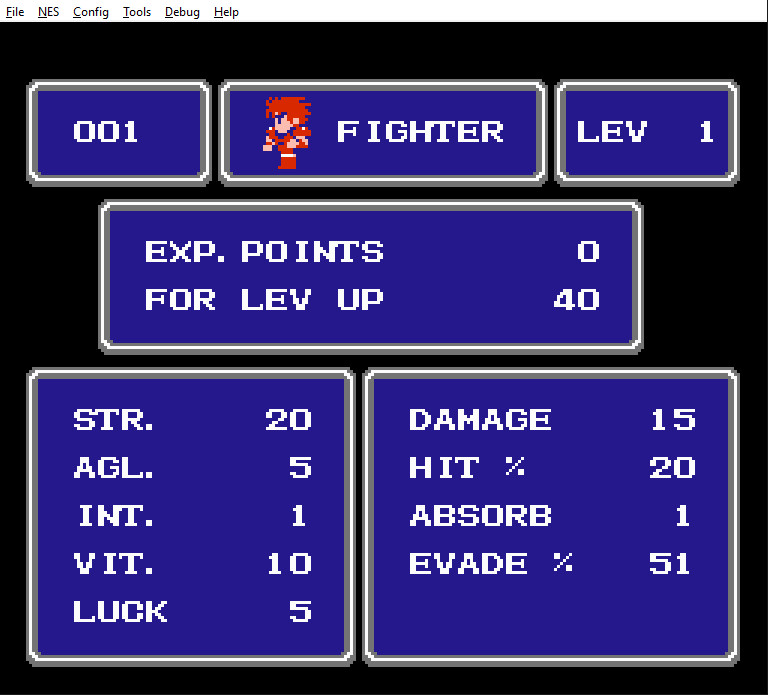 File NES Config Tools Debug Help
001 FIGHTER LEV 1
EXP. POINTS 0
FOR LEV UP 40
STR. 20
AGL. 5
INT. 1
VIT. 10
LUCK 5
DAMAGE 15
HIT % 20
ABSORB 1
EVADE % 51